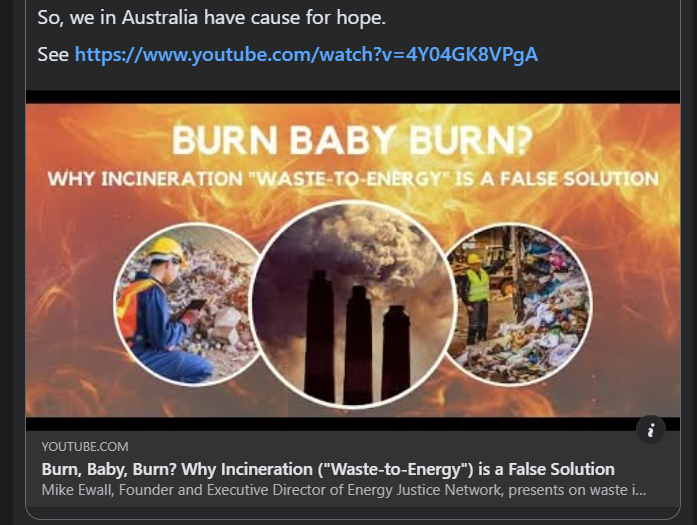 So, we in Australia have cause for hope.
See https://www.youtube.com/watch?v=4Y04GK8VPgA
BURN BABY BURN?
WHY INCINERATION "WASTE-TO-ENERGY" IS A FALSE SOLUTION
i
YOUTUBE.COM
Burn, Baby, Burn? Why Incineration ("Waste-to-Energy") is a False Solution
Mike Ewall, Founder and Executive Director of Energy Justice Network, presents on waste i...